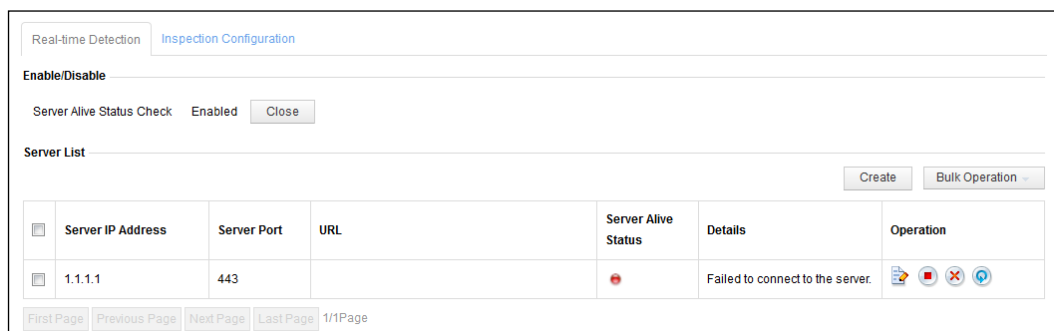 Real-time Detection Inspection Configuration
Enable/Disable
Server Alive Status Check Enabled Close
Server List
Create Bulk Operation
Server IP Address Server Port URL Server Alive Status Details Operation
1.1.1.1 443 Failed to connect to the server.
First Page Previous Page Next Page Last Page 1/1Page